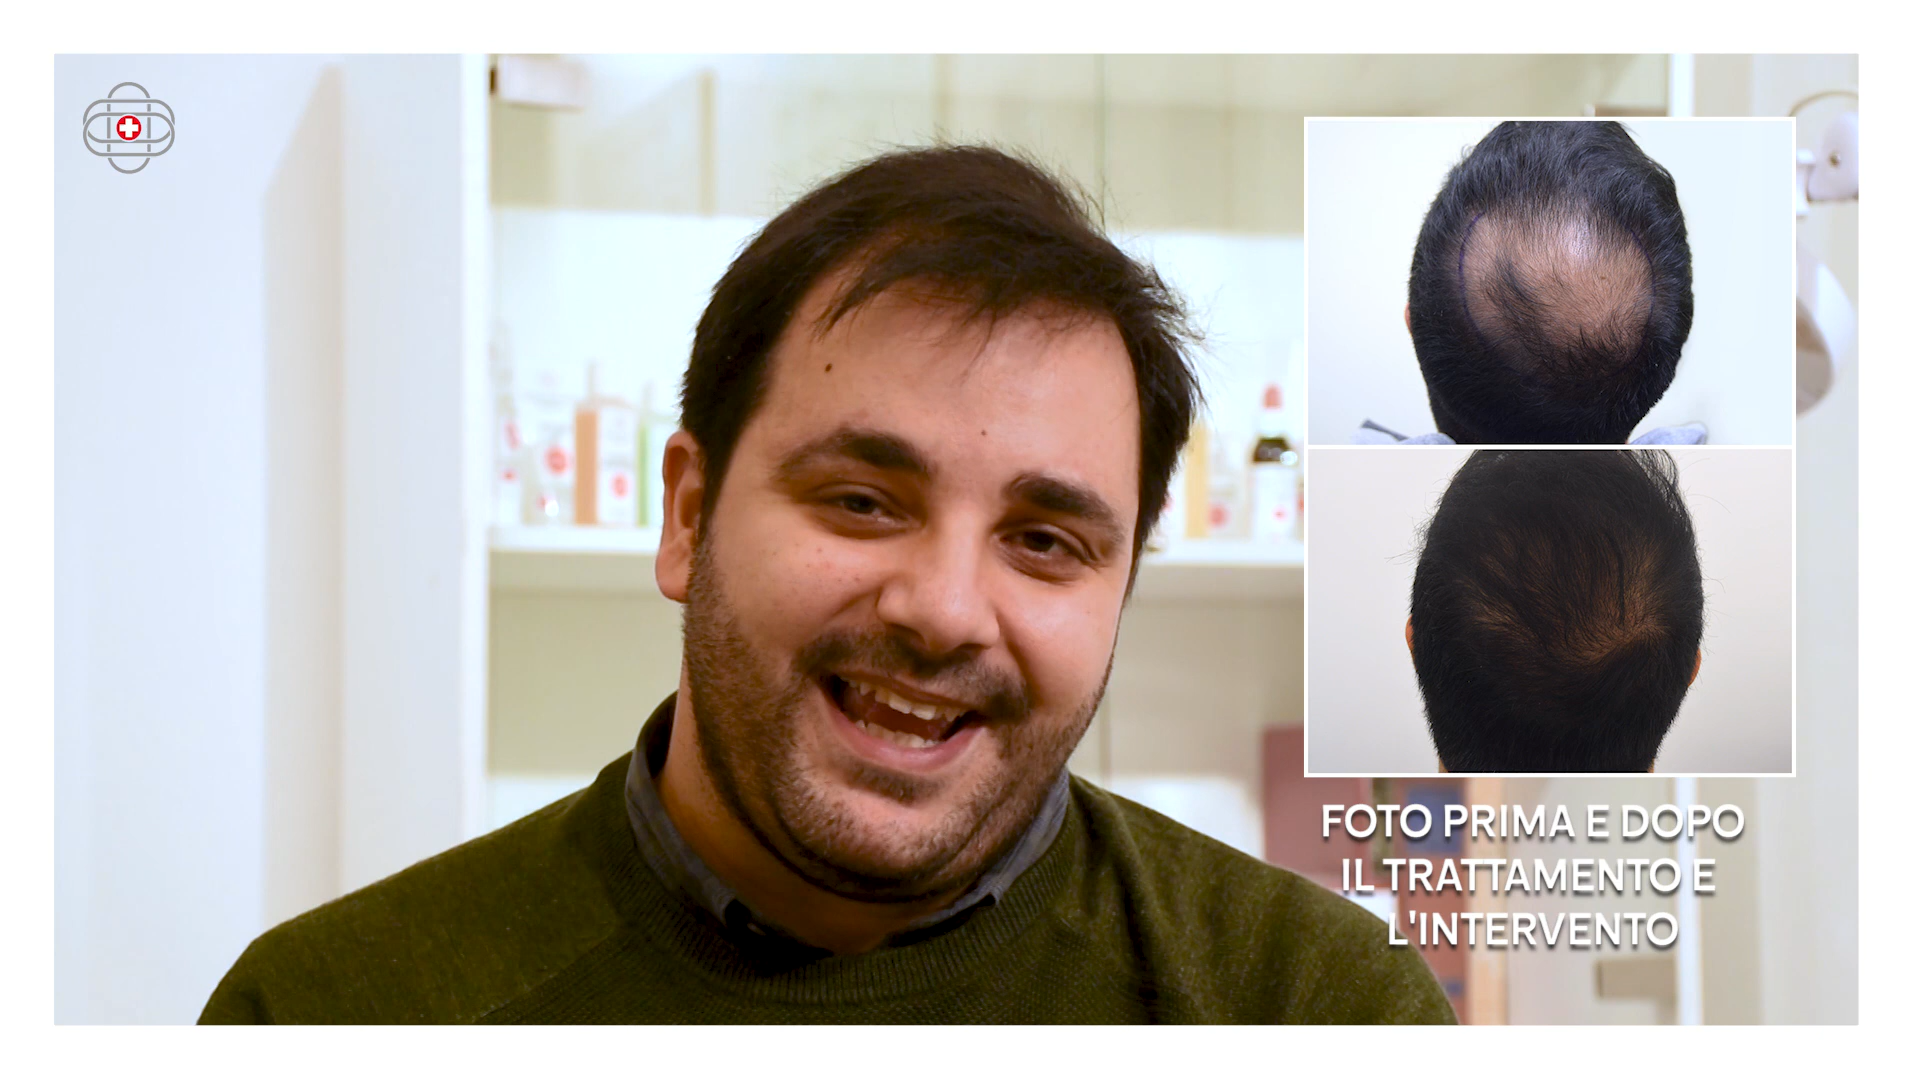 FOTO PRIMA E DOPO
IL TRATTAMENTO E
L'INTERVENTO